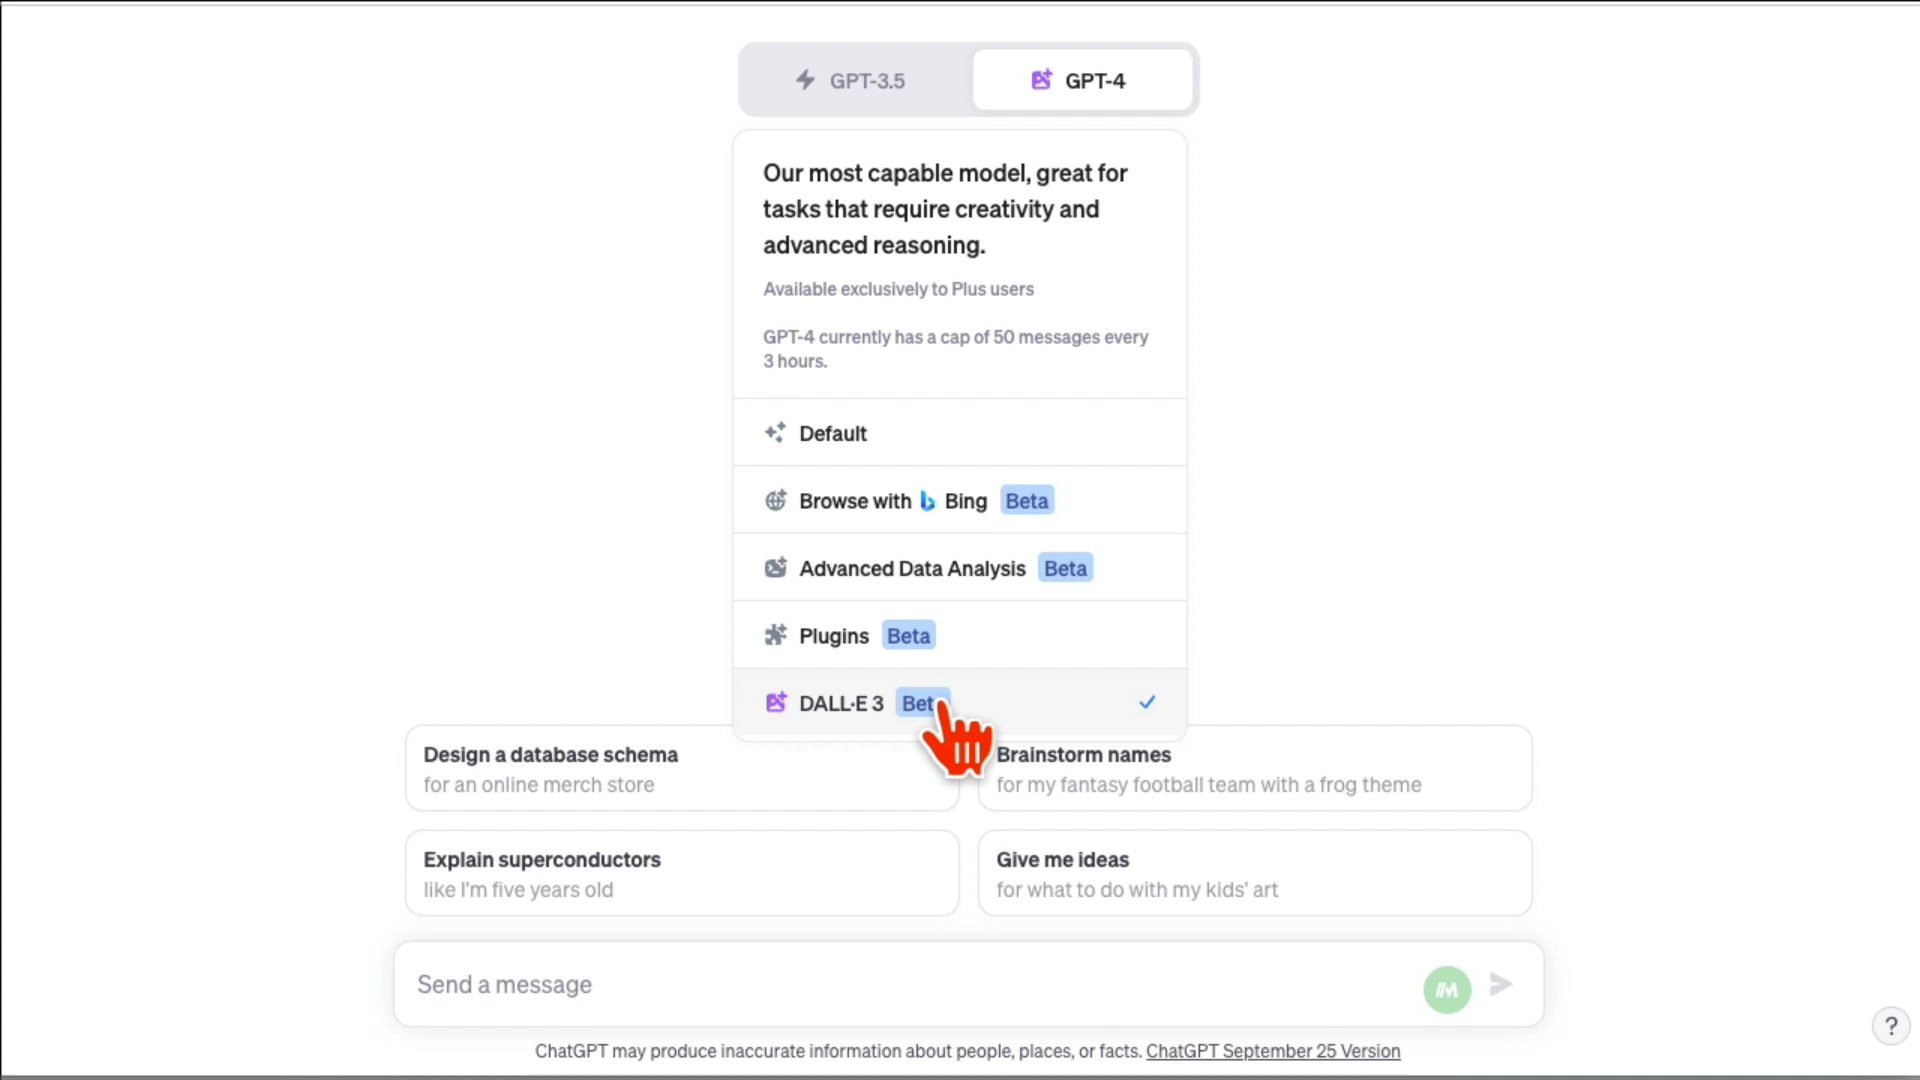 GPT-3.5
GPT-4
Our most capable model, great for
tasks that require creativity and
advanced reasoning.
Available exclusively to Plus users
GPT-4 currently has a cap of 50 messages every
3 hours.
Default
Browse with Bing Beta
Advanced Data Analysis Beta
Plugins Beta
DALL·E 3 Bet
Design a database schema
for an online merch store
Brainstorm names
for my fantasy football team with a frog theme
Explain superconductors
like I'm five years old
Give me ideas
for what to do with my kids' art
Send a message
?
ChatGPT may produce inaccurate information about people, places, or facts. ChatGPT September 25 Version